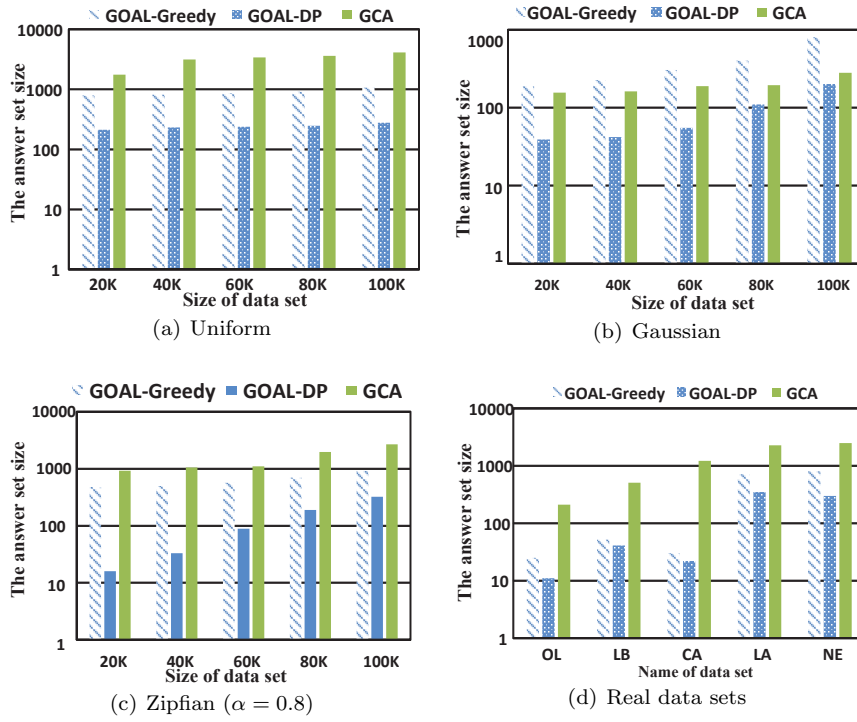 GOAL-Greedy GOAL-DP GCA
The answer set size
10000
1000
100
10
1
20K 40K 60K 80K 100K
Size of data set
(a) Uniform
GOAL-Greedy GOAL-DP GCA
The answer set size
1000
100
10
1
20K 40K 60K 80K 100K
Size of data set
(b) Gaussian
GOAL-Greedy GOAL-DP GCA
The answer set size
10000
1000
100
10
1
20K 40K 60K 80K 100K
Size of data set
(c) Zipfian (α = 0.8)
GOAL-Greedy GOAL-DP GCA
The answer set size
10000
1000
100
10
1
OL LB CA LA NE
Name of data set
(d) Real data sets